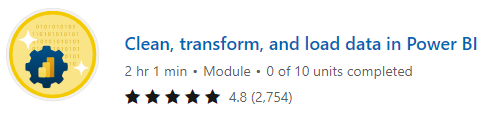 Clean, transform, and load data in Power BI
2 hr 1 min • Module • 0 of 10 units completed
4.8 (2,754)